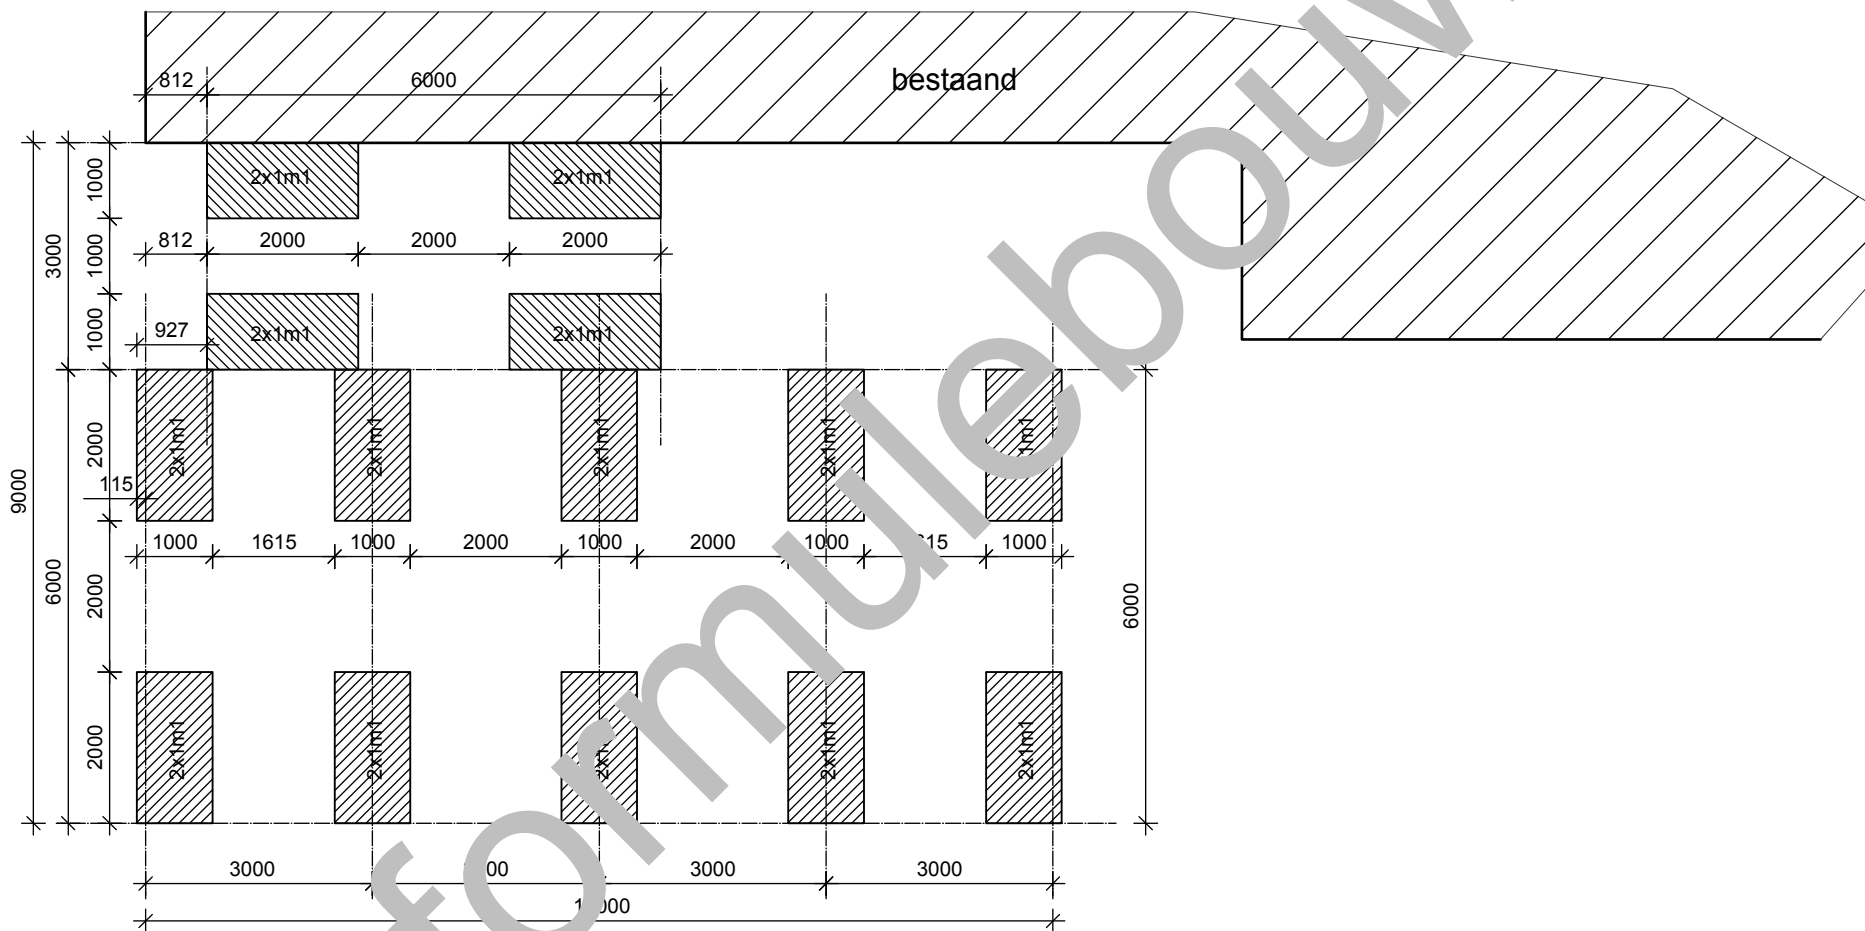 bestaand
812 6000
1000 2x1m1 2x1m1
812 2000 2000 2000
3000 1000
927 1000 2x1m1 2x1m1
2000 2x1m1 2x1m1 2x1m1 2x1m1
9000
115
1000 1615 1000 2000 1000 2000 1000 1000
6000 2000 6000
2000 2x1m1 2x1m1 2x1m1 2x1m1
3000 3000 3000
formulebouw